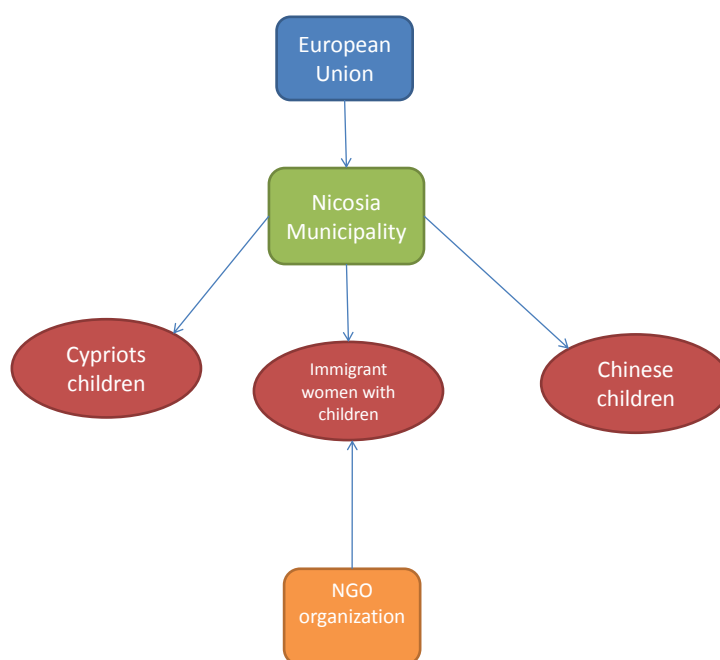 European
Union
Nicosia
Municipality
Cypriots
children
Immigrant
women with
children
Chinese
children
NGO
organization